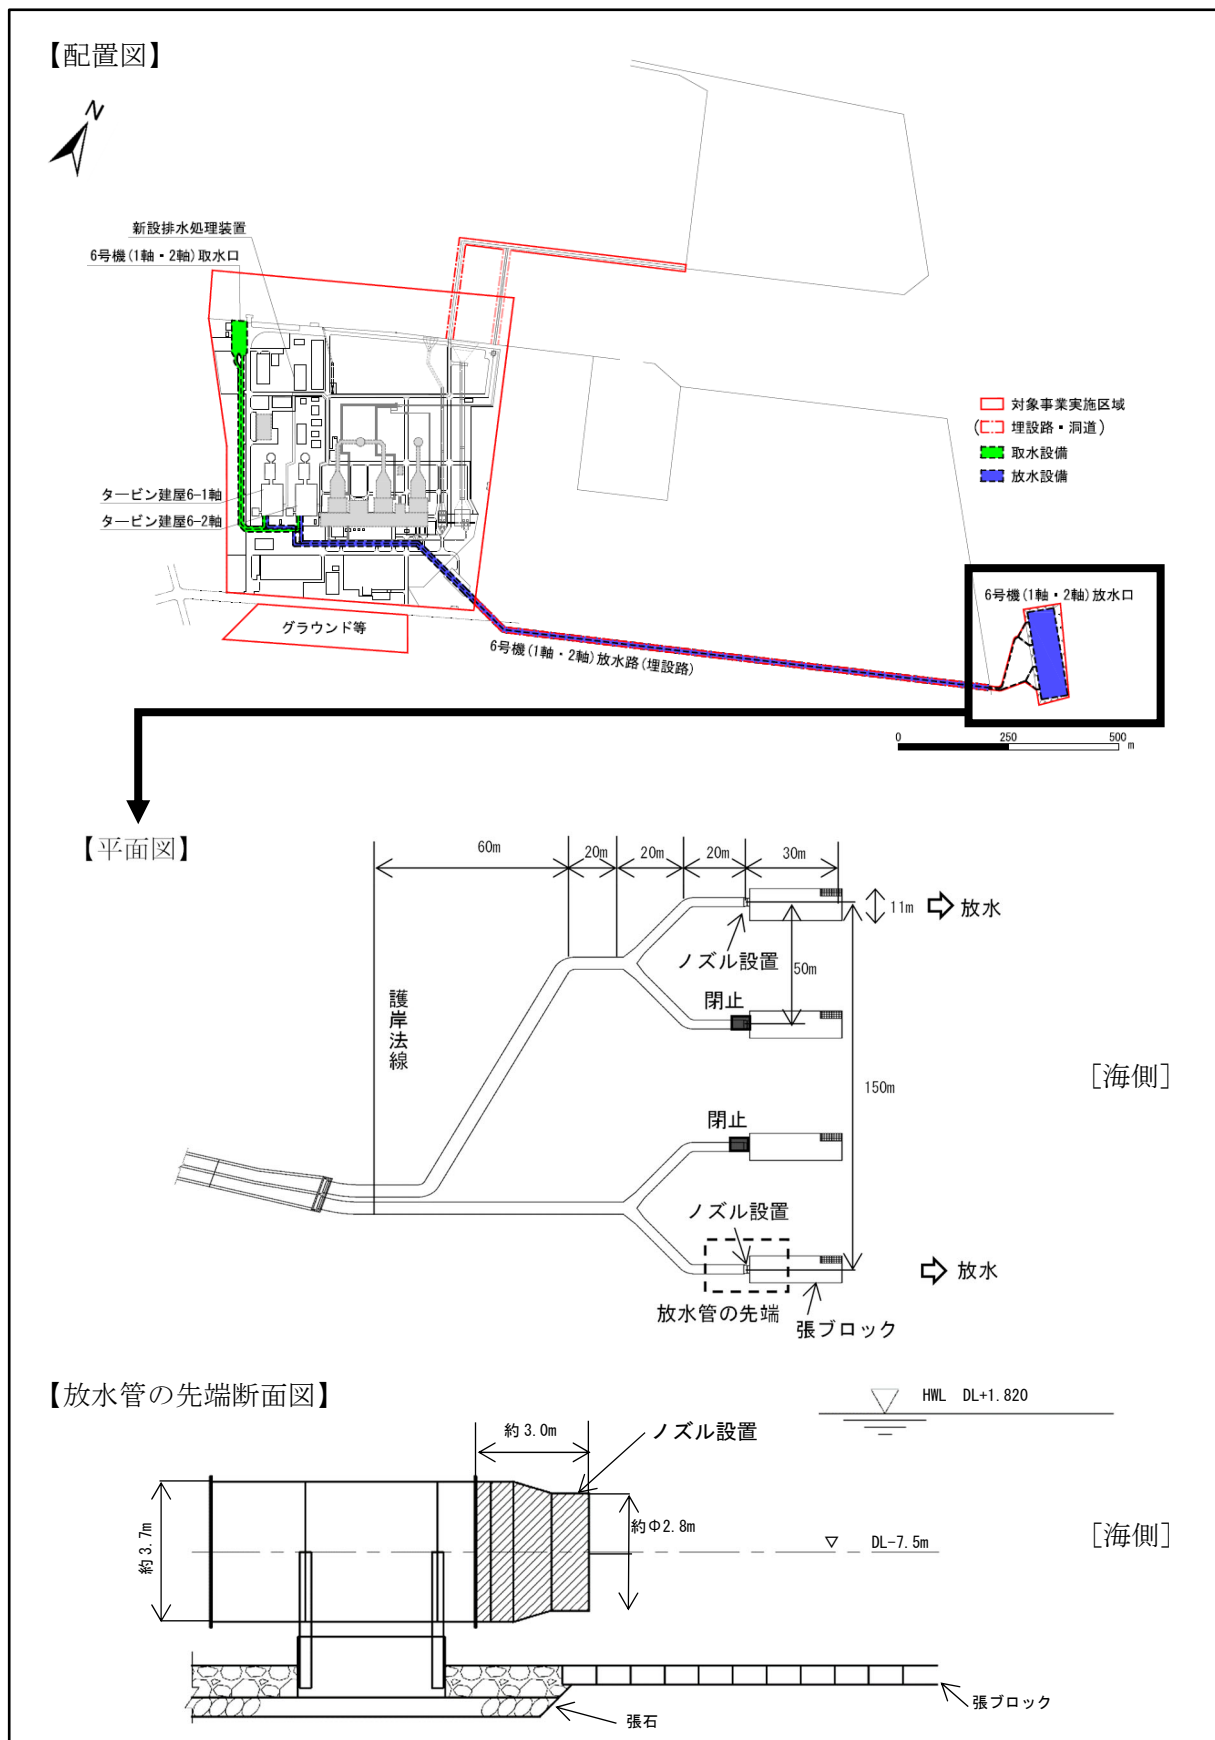 【配置図】
N
新設排水処理装置
6号機(1軸・2軸)取水口
タービン建屋6-1軸
タービン建屋6-2軸
グラウンド等
6号機(1軸・2軸)放水路(埋設路)
対象事業実施区域
(埋設路・洞道)
取水設備
放水設備
6号機(1軸・2軸)放水口
0 250 500 m
【平面図】
60m 20m 20m 20m 30m
11m
放水
ノズル設置
50m
閉止
護岸法線
[海側]
150m
閉止
ノズル設置
放水
放水管の先端
張ブロック
【放水管の先端断面図】
HWL DL+1.820
約3.0m
ノズル設置
約3.7m
約Φ2.8m
DL-7.5m
[海側]
張ブロック
張石